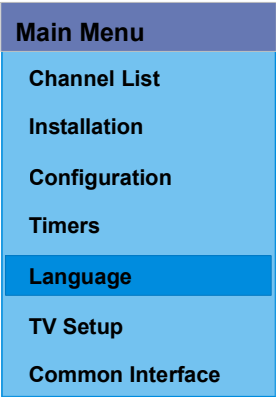 Main Menu
Channel List
Installation
Configuration
Timers
Language
TV Setup
Common Interface